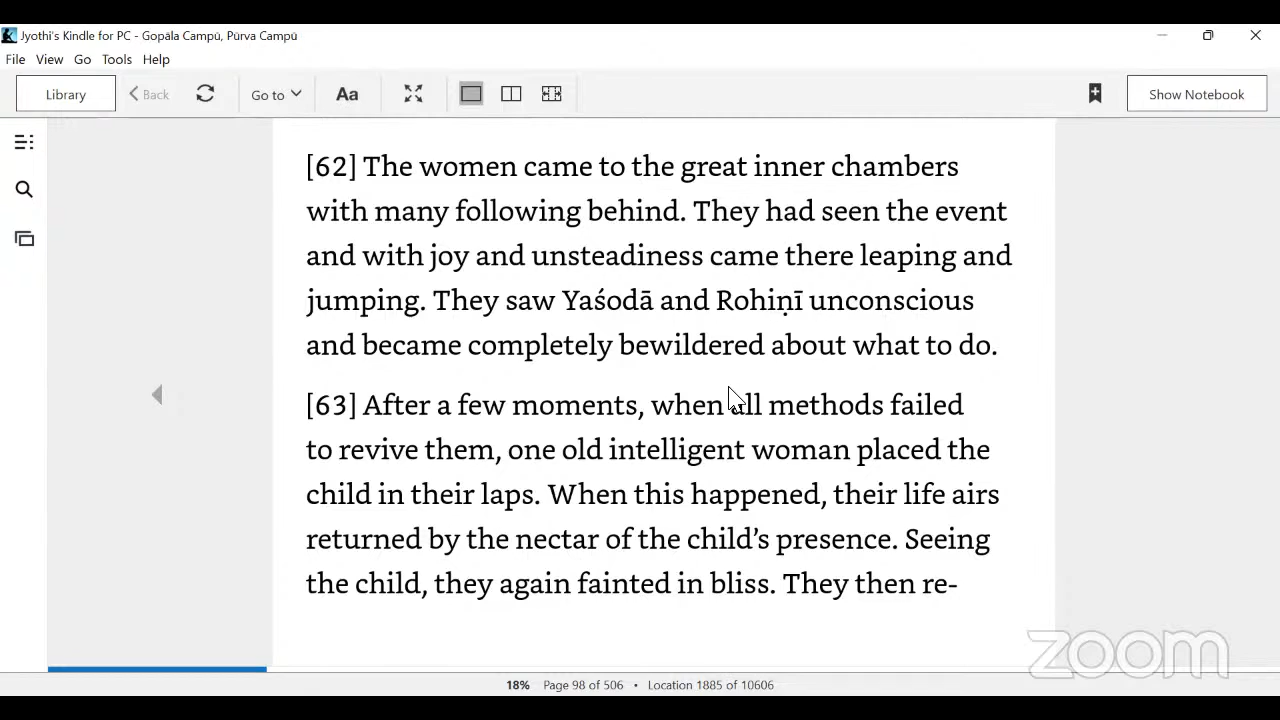 Jyothi's Kindle for PC - Gopāla Campū, Pūrva Campū
File View Go Tools Help
Library Back Go to Aa Show Notebook
[62] The women came to the great inner chambers
with many following behind. They had seen the event
and with joy and unsteadiness came there leaping and
jumping. They saw Yaśodā and Rohiṇī unconscious
and became completely bewildered about what to do.
[63] After a few moments, when all methods failed
to revive them, one old intelligent woman placed the
child in their laps. When this happened, their life airs
returned by the nectar of the child’s presence. Seeing
the child, they again fainted in bliss. They then re-
zoom
18% Page 98 of 506 • Location 1885 of 10606